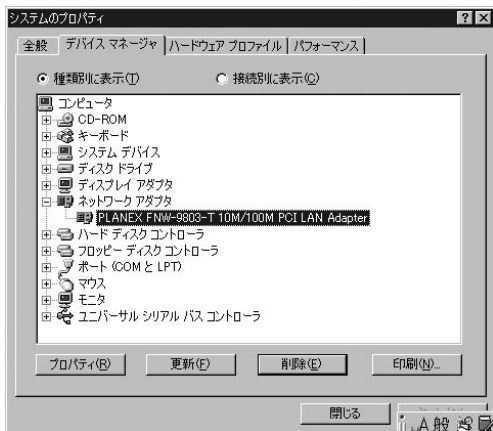 システムのプロパティ
全般 デバイス マネージャ ハードウェア プロファイル パフォーマンス
種類別に表示(T) 接続別に表示(C)
コンピュータ
CD-ROM
キーボード
システム デバイス
ディスク ドライブ
ディスプレイ アダプタ
ネットワーク アダプタ
PLANEX FNW-9803-T 10M/100M PCI LAN Adapter
ハード ディスク コントローラ
フロッピー ディスク コントローラ
ポート (COM と LPT)
マウス
モニタ
ユニバーサル シリアル バス コントローラ
プロパティ(R) 更新(F) 削除(E) 印刷(N)...
閉じる
A 般